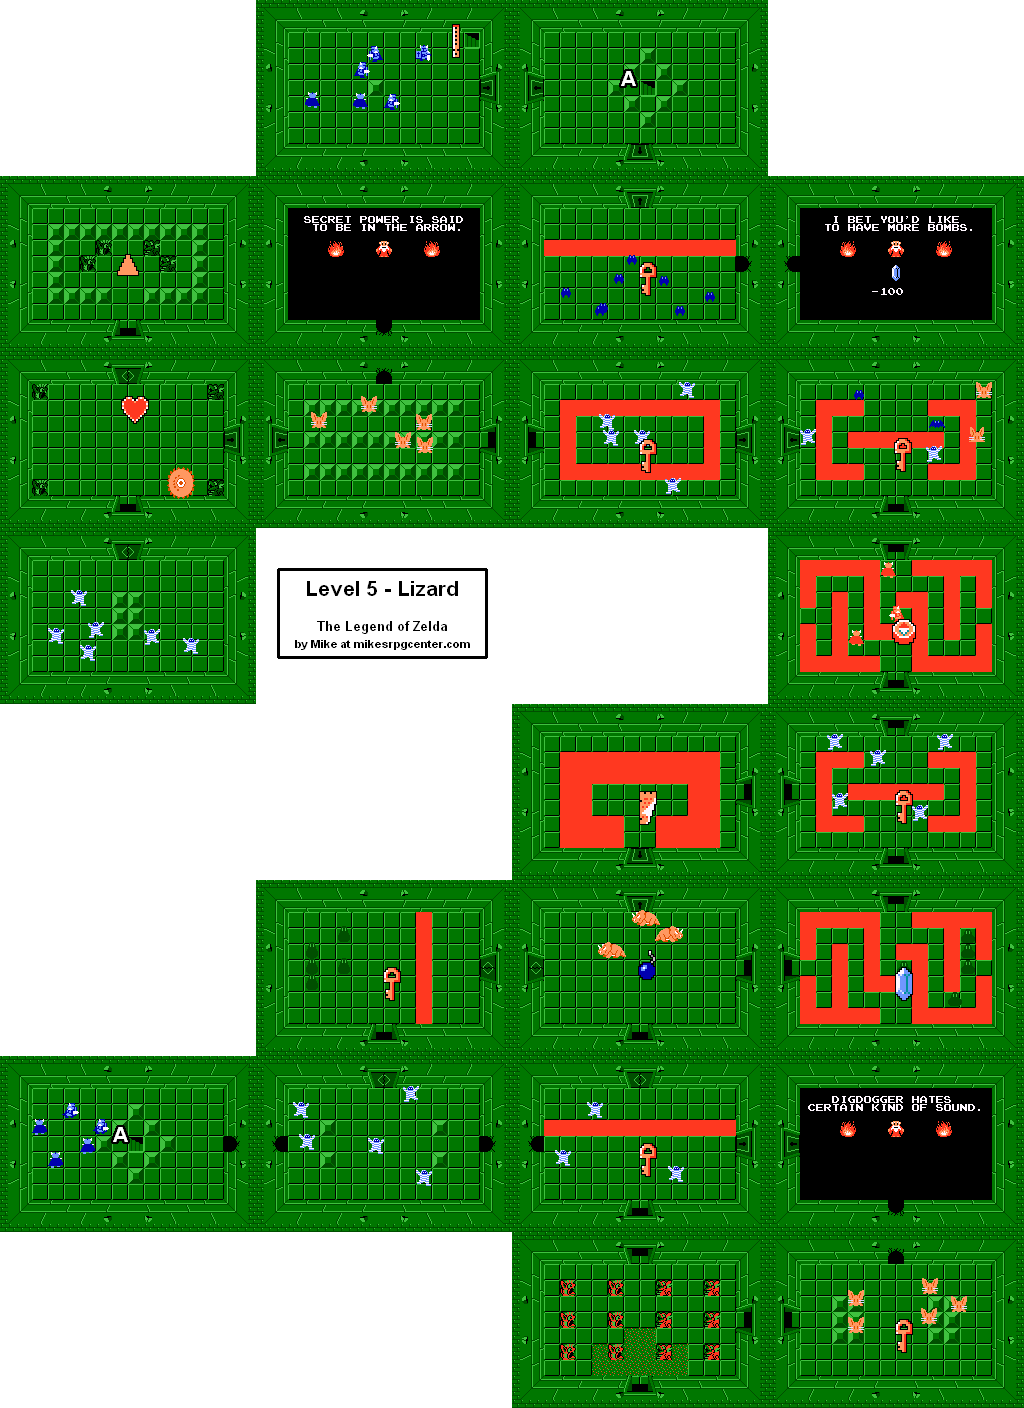 A
SECRET POWER IS SAID
TO BE IN THE ARROW.
I BET YOU'D LIKE
TO HAVE MORE BOMBS.
-100
Level 5 - Lizard
The Legend of Zelda
by Mike at mikesrpgcenter.com
A
DIGDOGGER HATES
CERTAIN KIND OF SOUND.